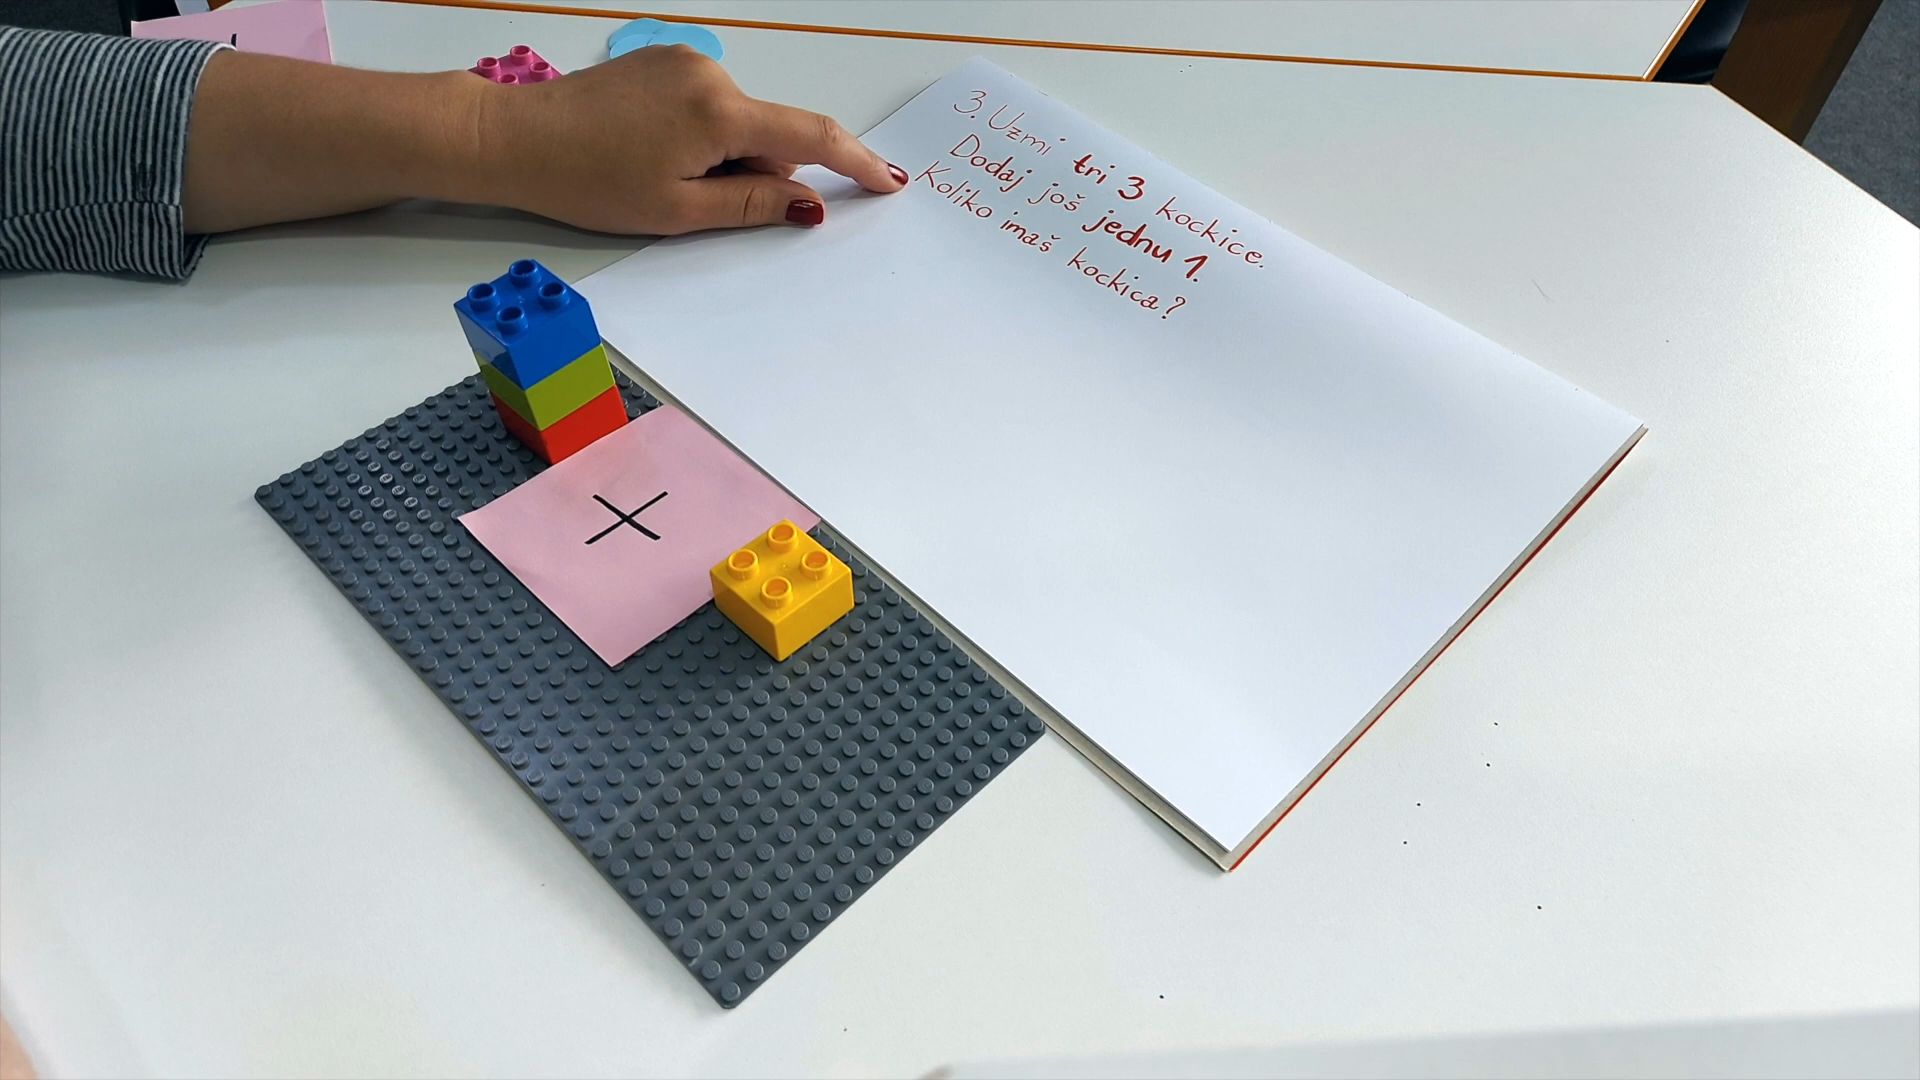 3. Uzmi tri 3 kockice.
Dodaj još jednu 1.
Koliko imaš kockica?
+